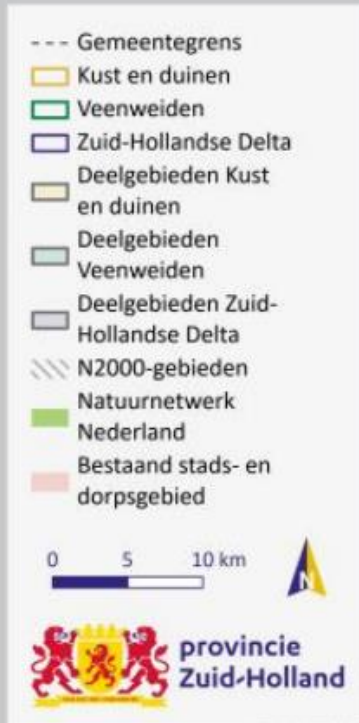 Gemeentegrens
Kust en duinen
Veenweiden
Zuid-Hollandse Delta
Deelgebieden Kust
en duinen
Deelgebieden
Veenweiden
Deelgebieden Zuid-
Hollandse Delta
N2000-gebieden
Natuurnetwerk
Nederland
Bestaand stads- en
dorpsgebied
0 5 10 km
N
provincie
Zuid-Holland